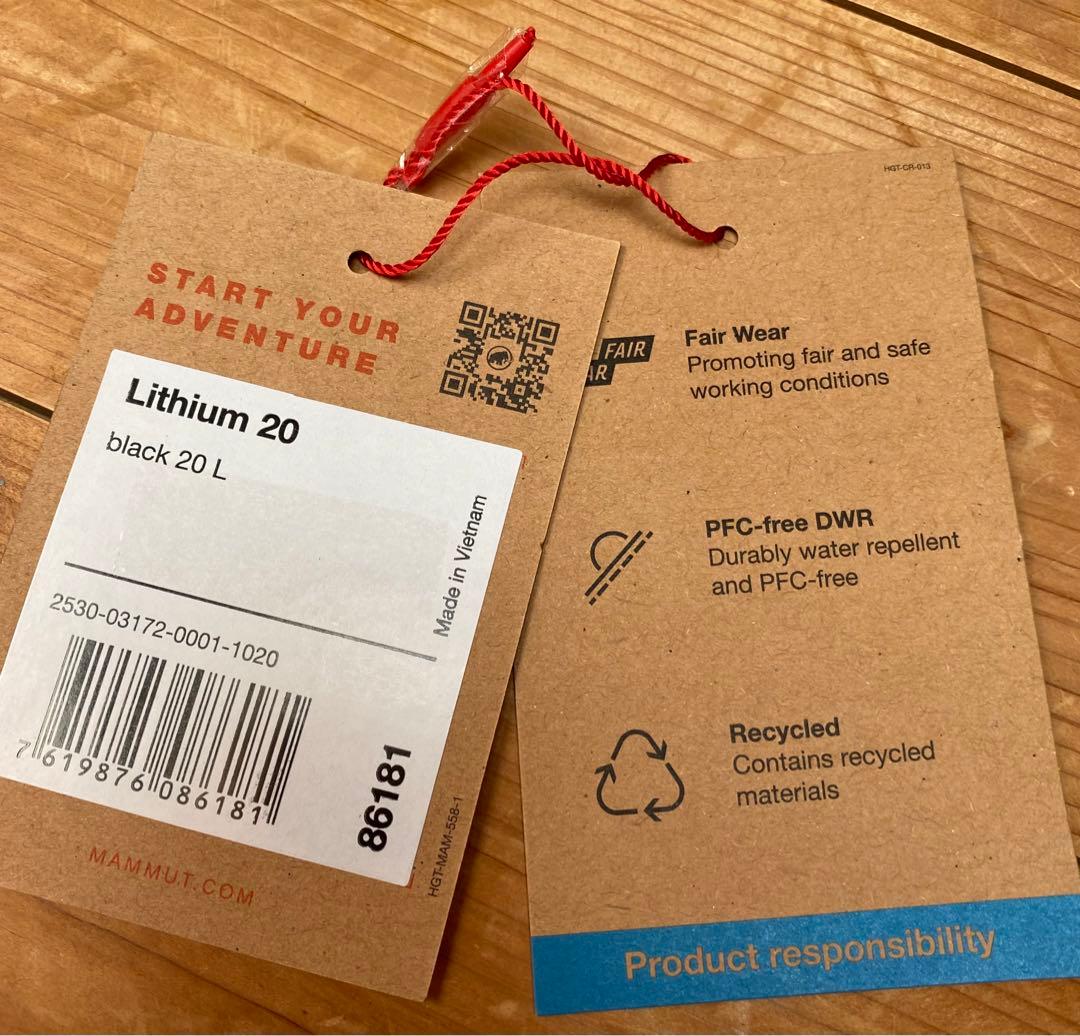 START YOUR
ADVENTURE
Lithium 20
black 20 L
Made in Vietnam
2530-03172-0001-1020
7 619876 086181
86181
HGT-MAM-558-1
MAMMUT.COM
HGT-CR-013
FAIR
AR
Fair Wear
Promoting fair and safe
working conditions
PFC-free DWR
Durably water repellent
and PFC-free
Recycled
Contains recycled
materials
Product responsibility